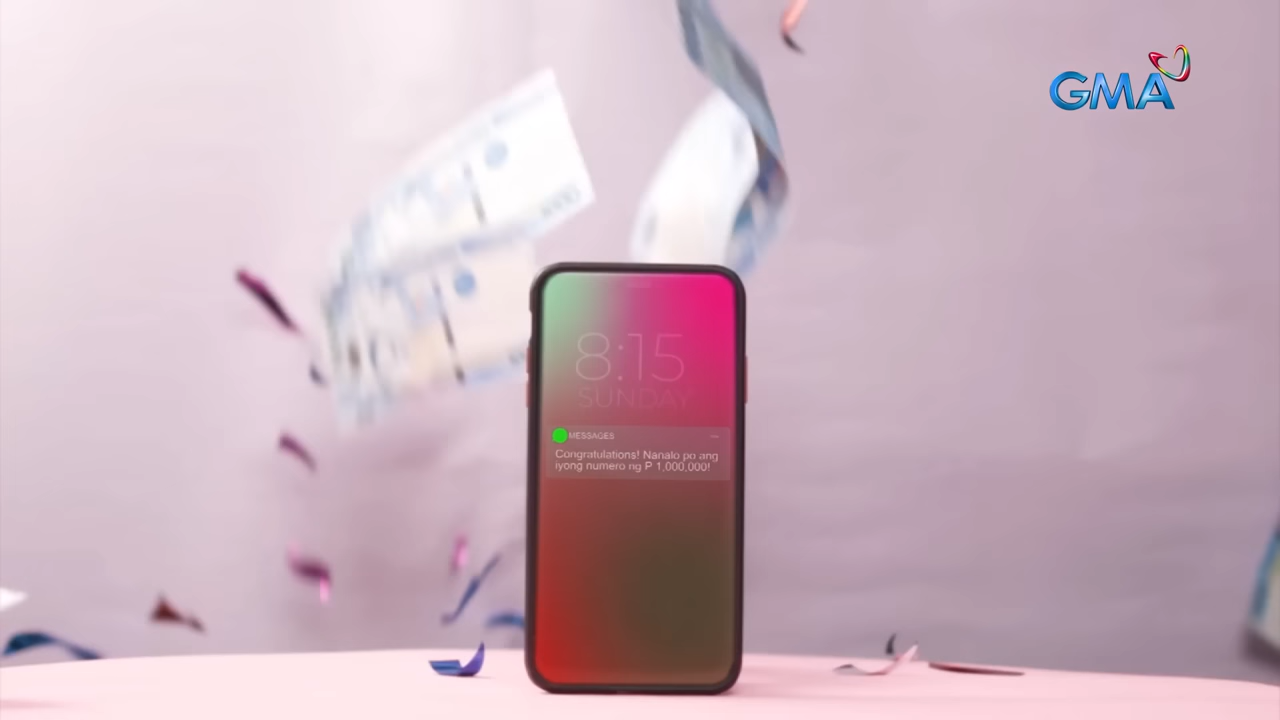 GMA
8:15
SUNDAY
MESSAGES
Congratulations! Nanalo po ang
iyong numero ng P 1,000,000!